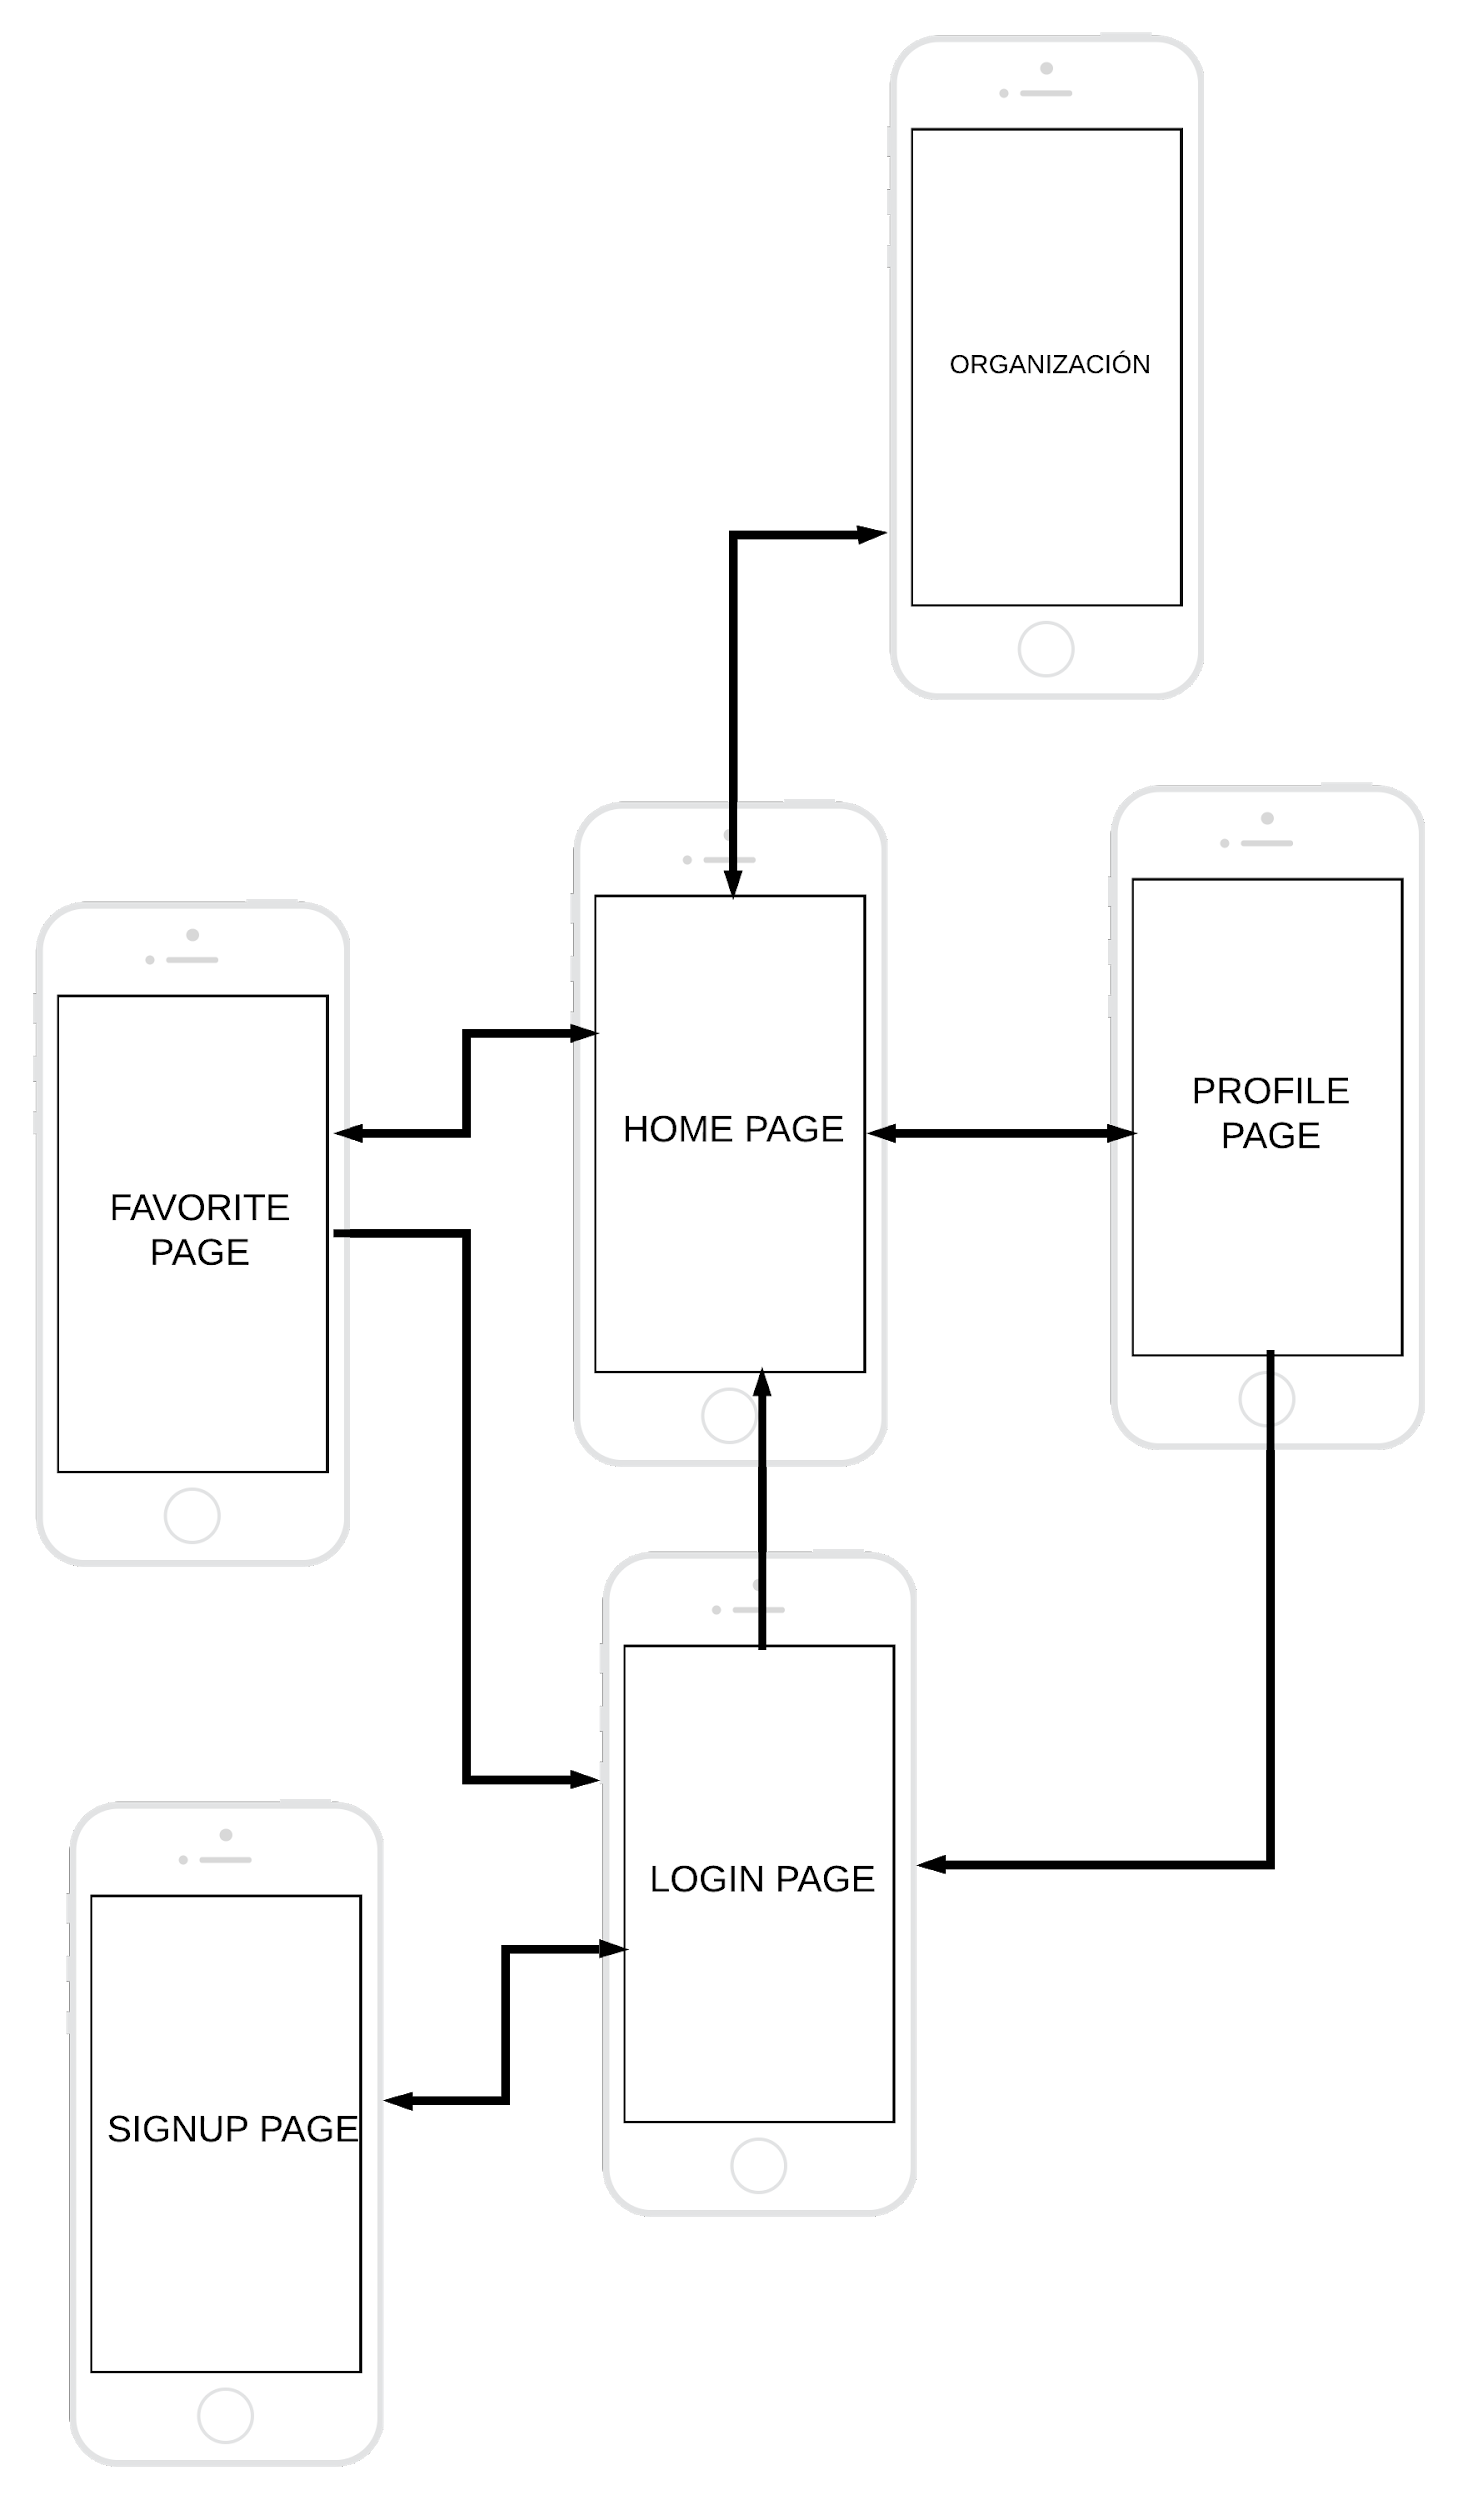 ORGANIZACIÓN
PROFILE
PAGE
HOME PAGE
FAVORITE
PAGE
LOGIN PAGE
SIGNUP PAGE